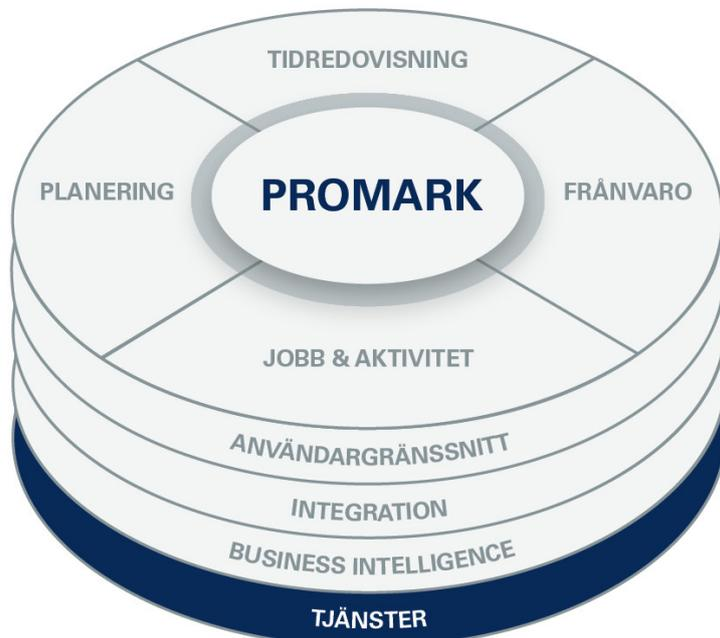 TIDREDOVISNING
PLANERING
PROMARK
FRÅNVARO
JOBB & AKTIVITET
ANVÄNDARGRÄNSSNITT
INTEGRATION
BUSINESS INTELLIGENCE
TJÄNSTER